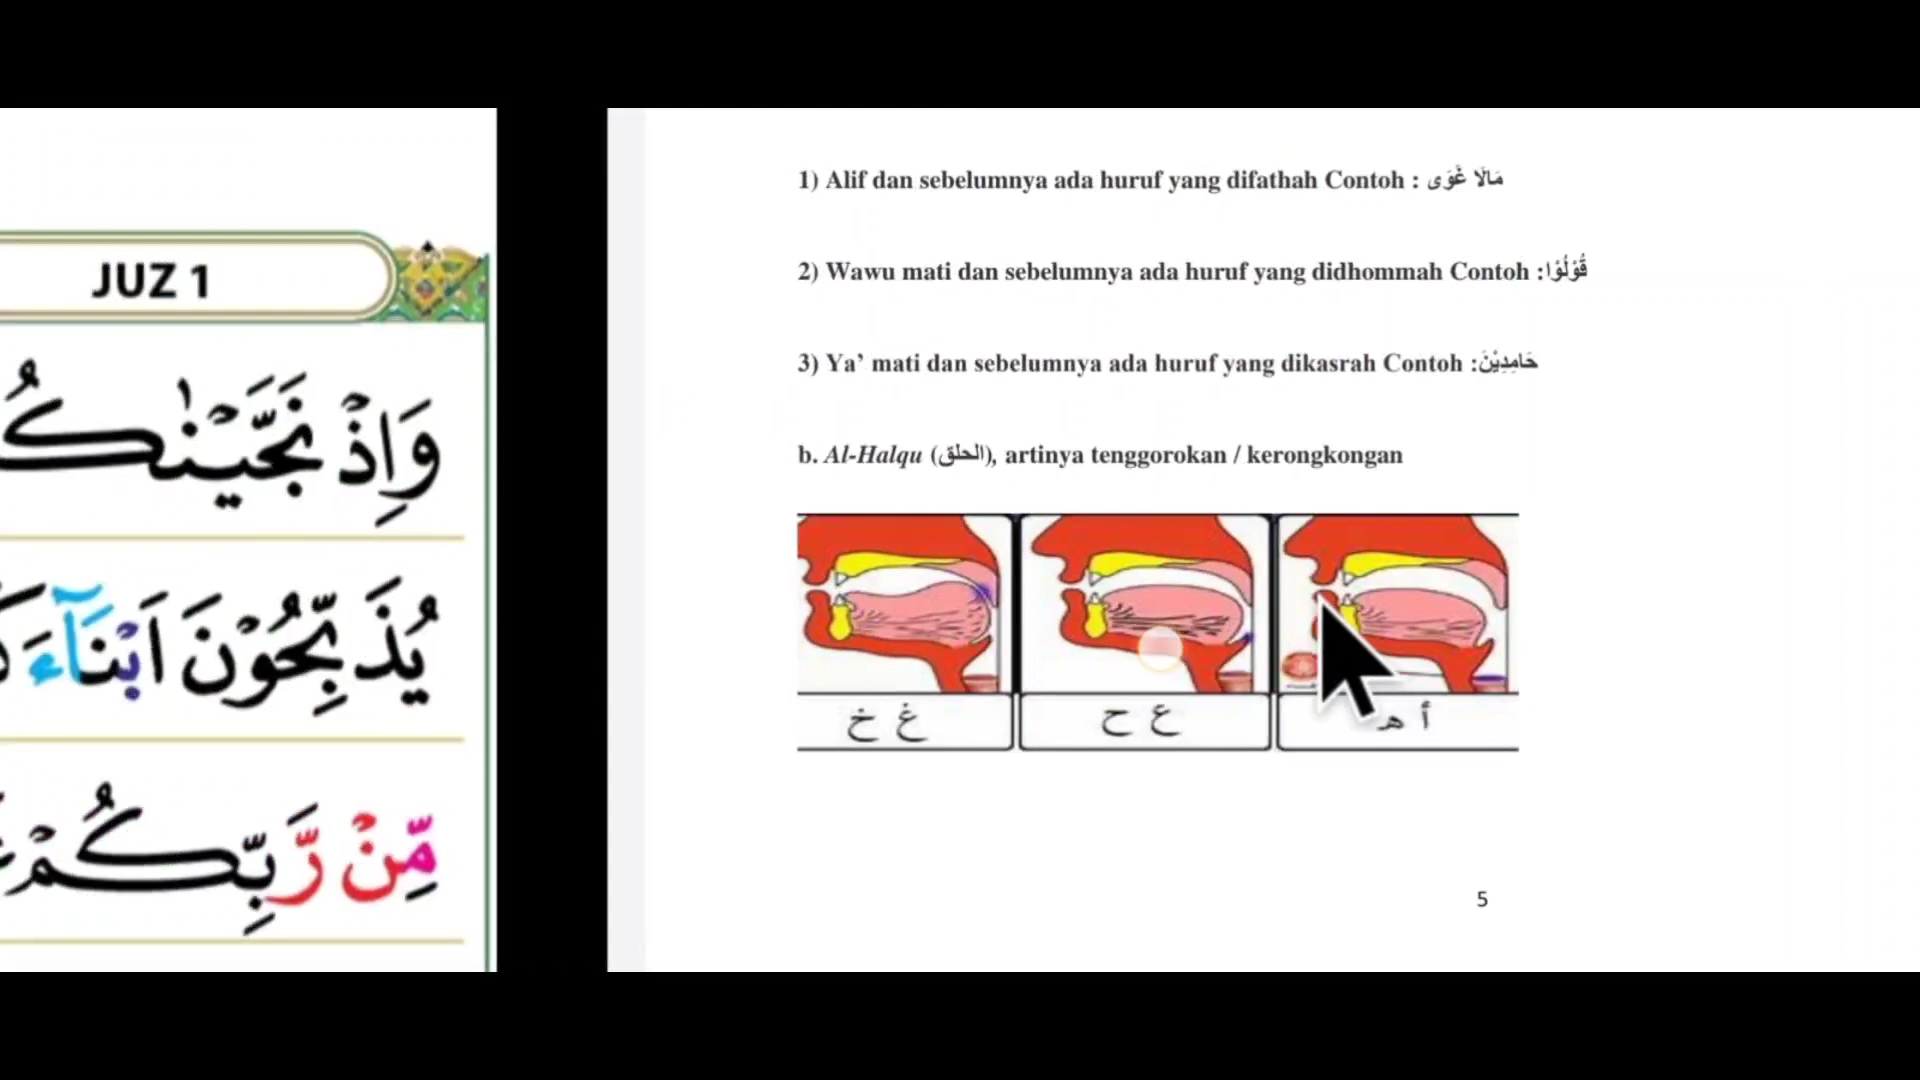 JUZ 1
وَاِذْ نَجَّيْنٰكُ
يُذَبِّحُوْنَ اَبْنَاۤءَ
مِّنْ رَّبِّكُمْ
1) Alif dan sebelumnya ada huruf yang difathah Contoh : مَالَا غَوَى
2) Wawu mati dan sebelumnya ada huruf yang didhommah Contoh :قُوْلُوْا
3) Ya’ mati dan sebelumnya ada huruf yang dikasrah Contoh :حَامِدِيْنَ
b. Al-Halqu (الحلق), artinya tenggorokan / kerongkongan
غ خ
ع ح
أ ه
5